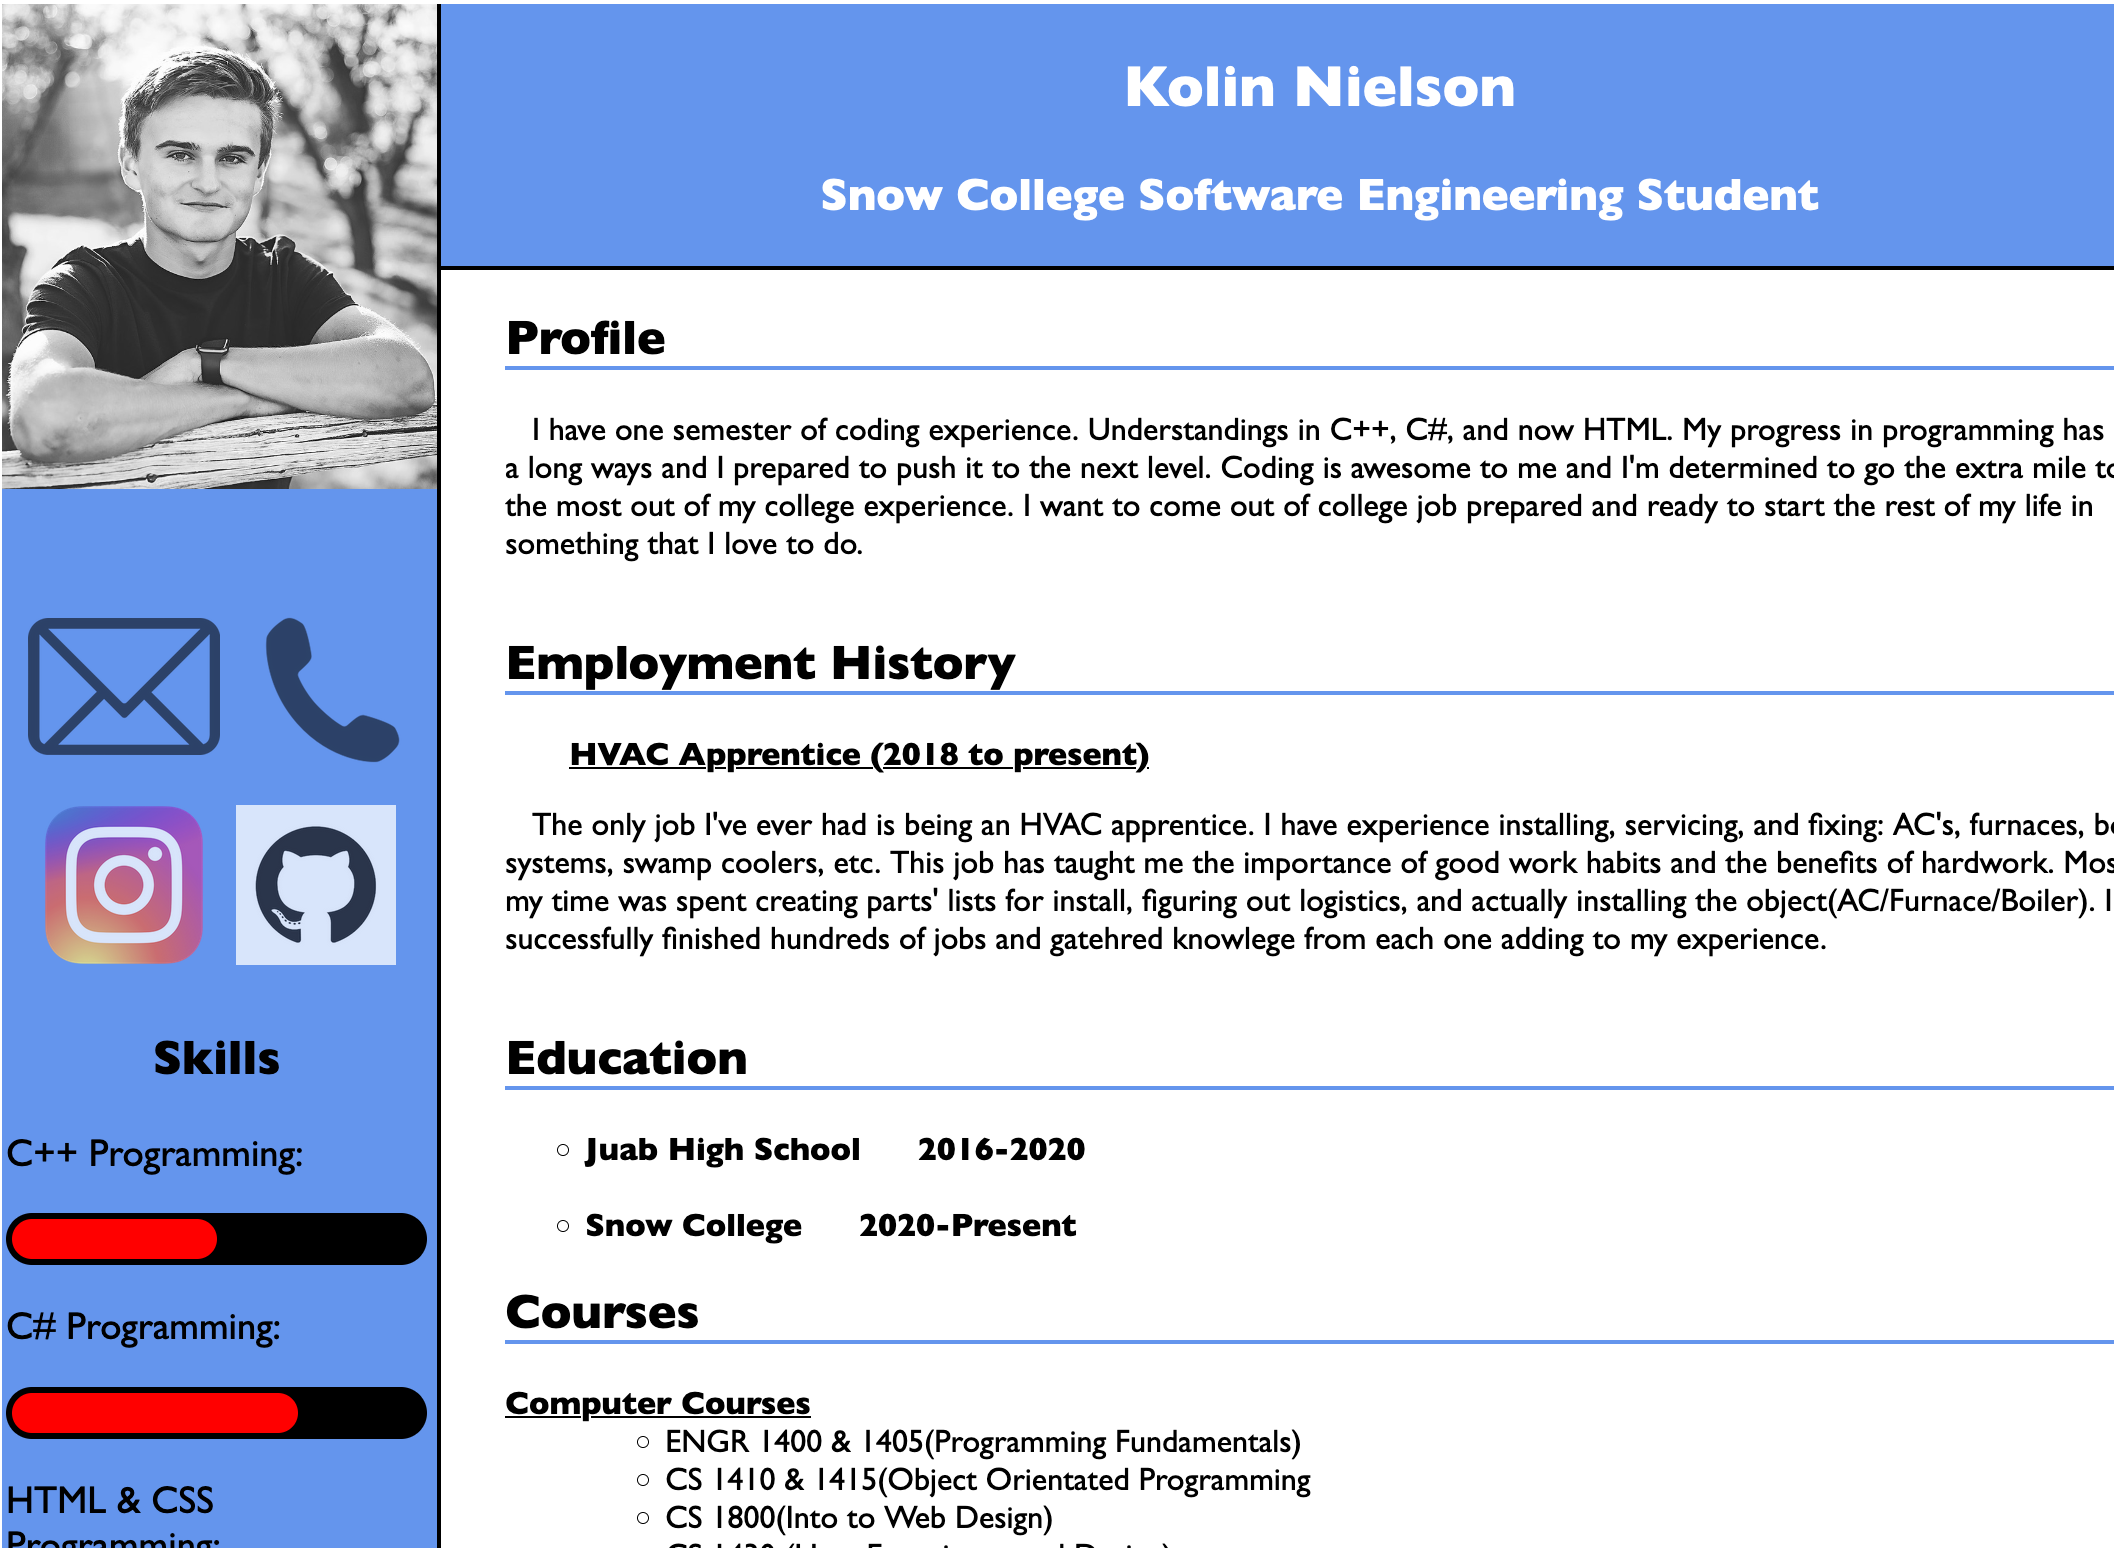 Kolin Nielson
Snow College Software Engineering Student
Profile
I have one semester of coding experience. Understandings in C++, C#, and now HTML. My progress in programming has
a long ways and I prepared to push it to the next level. Coding is awesome to me and I'm determined to go the extra mile to
the most out of my college experience. I want to come out of college job prepared and ready to start the rest of my life in
something that I love to do.
Employment History
HVAC Apprentice (2018 to present)
The only job I've ever had is being an HVAC apprentice. I have experience installing, servicing, and fixing: AC's, furnaces,
systems, swamp coolers, etc. This job has taught me the importance of good work habits and the benefits of hardwork.
my time was spent creating parts' lists for install, figuring out logistics, and actually installing the object(AC/Furnace/Boiler). I
successfully finished hundreds of jobs and gatehred knowlege from each one adding to my experience.
Education
Juab High School 2016-2020
Snow College 2020-Present
Courses
Computer Courses
ENGR 1400 & 1405(Programming Fundamentals)
CS 1410 & 1415(Object Orientated Programming
CS 1800(Into to Web Design)
Skills
C++ Programming:
C# Programming:
HTML & CSS
Programming: